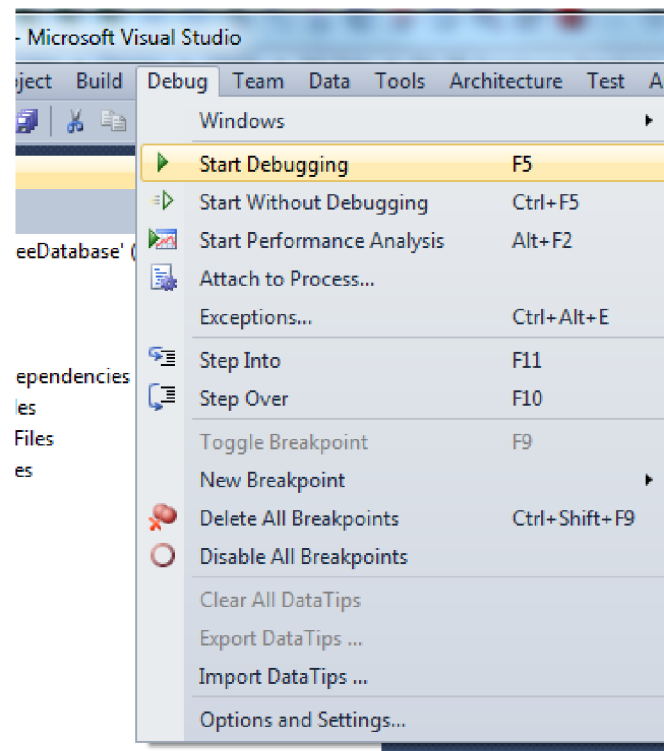 - Microsoft Visual Studio
oject Build Debug Team Data Tools Architecture Test A
Windows
Start Debugging F5
Start Without Debugging Ctrl+F5
Start Performance Analysis Alt+F2
eeDatabase' (
Attach to Process...
Exceptions... Ctrl+Alt+E
Step Into F11
ependencies
Step Over F10
les
Files
Toggle Breakpoint F9
es
New Breakpoint
Delete All Breakpoints Ctrl+Shift+F9
Disable All Breakpoints
Clear All DataTips
Export DataTips ...
Import DataTips ...
Options and Settings...